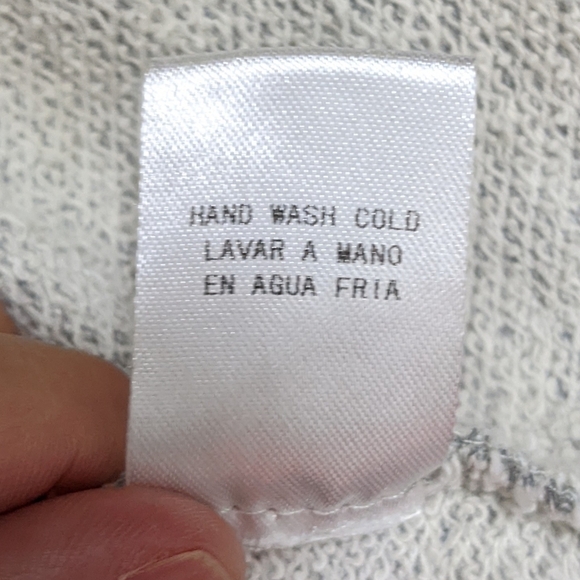 HAND WASH COLD
LAVAR A MANO
EN AGUA FRIA